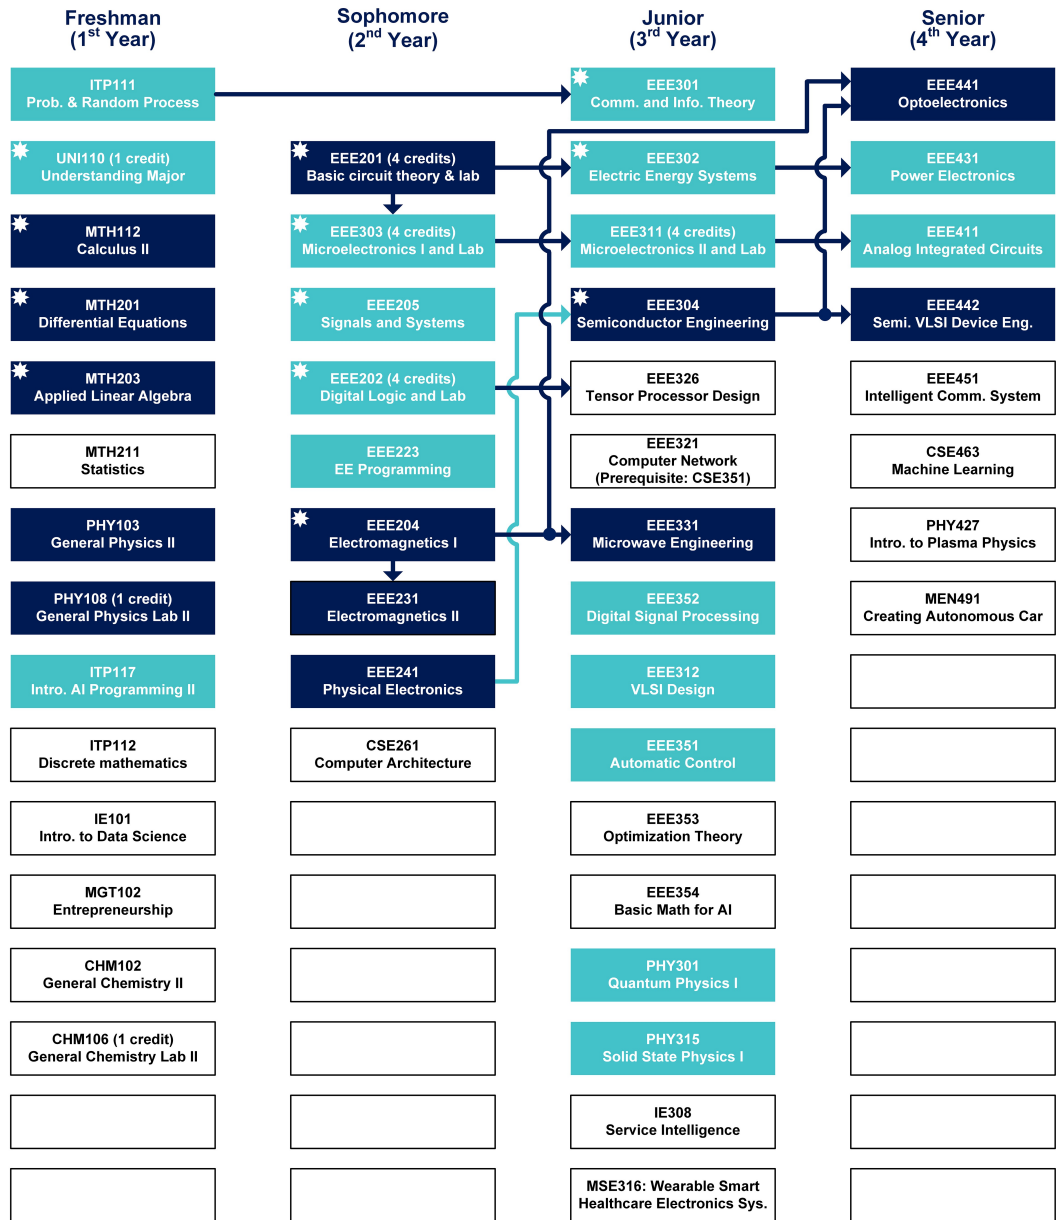 Freshman
(1st Year)
ITP111
Prob. & Random Process
UNI110 (1 credit)
Understanding Major
MTH112
Calculus II
MTH201
Differential Equations
MTH203
Applied Linear Algebra
MTH211
Statistics
PHY103
General Physics II
PHY108 (1 credit)
General Physics Lab II
ITP117
Intro. AI Programming II
ITP112
Discrete mathematics
IE101
Intro. to Data Science
MGT102
Entrepreneurship
CHM102
General Chemistry II
CHM106 (1 credit)
General Chemistry Lab II
Sophomore
(2nd Year)
EEE201 (4 credits)
Basic circuit theory & lab
EEE303 (4 credits)
Microelectronics I and Lab
EEE205
Signals and Systems
EEE202 (4 credits)
Digital Logic and Lab
EEE223
EE Programming
EEE204
Electromagnetics I
EEE231
Electromagnetics II
EEE241
Physical Electronics
CSE261
Computer Architecture
Junior
(3rd Year)
EEE301
Comm. and Info. Theory
EEE302
Electric Energy Systems
EEE311 (4 credits)
Microelectronics II and Lab
EEE304
Semiconductor Engineering
EEE326
Tensor Processor Design
EEE321
Computer Network
(Prerequisite: CSE351)
EEE331
Microwave Engineering
EEE352
Digital Signal Processing
EEE312
VLSI Design
EEE351
Automatic Control
EEE353
Optimization Theory
EEE354
Basic Math for AI
PHY301
Quantum Physics I
PHY315
Solid State Physics I
IE308
Service Intelligence
MSE316: Wearable Smart
Healthcare Electronics Sys.
Senior
(4th Year)
EEE441
Optoelectronics
EEE431
Power Electronics
EEE411
Analog Integrated Circuits
EEE442
Semi. VLSI Device Eng.
EEE451
Intelligent Comm. System
CSE463
Machine Learning
PHY427
Intro. to Plasma Physics
MEN491
Creating Autonomous Car